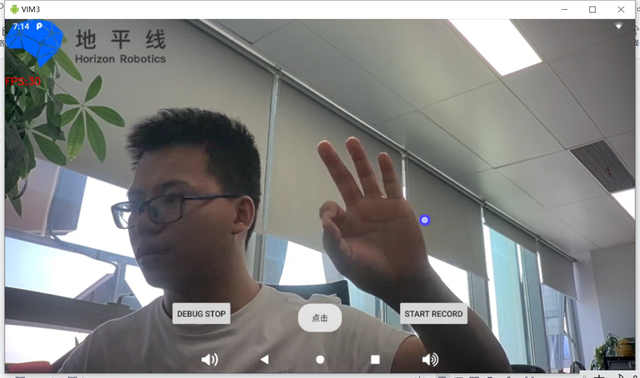 VIM3
7:14
地平线
Horizon Robotics
FPS:30
DEBUG STOP
点击
START RECORD